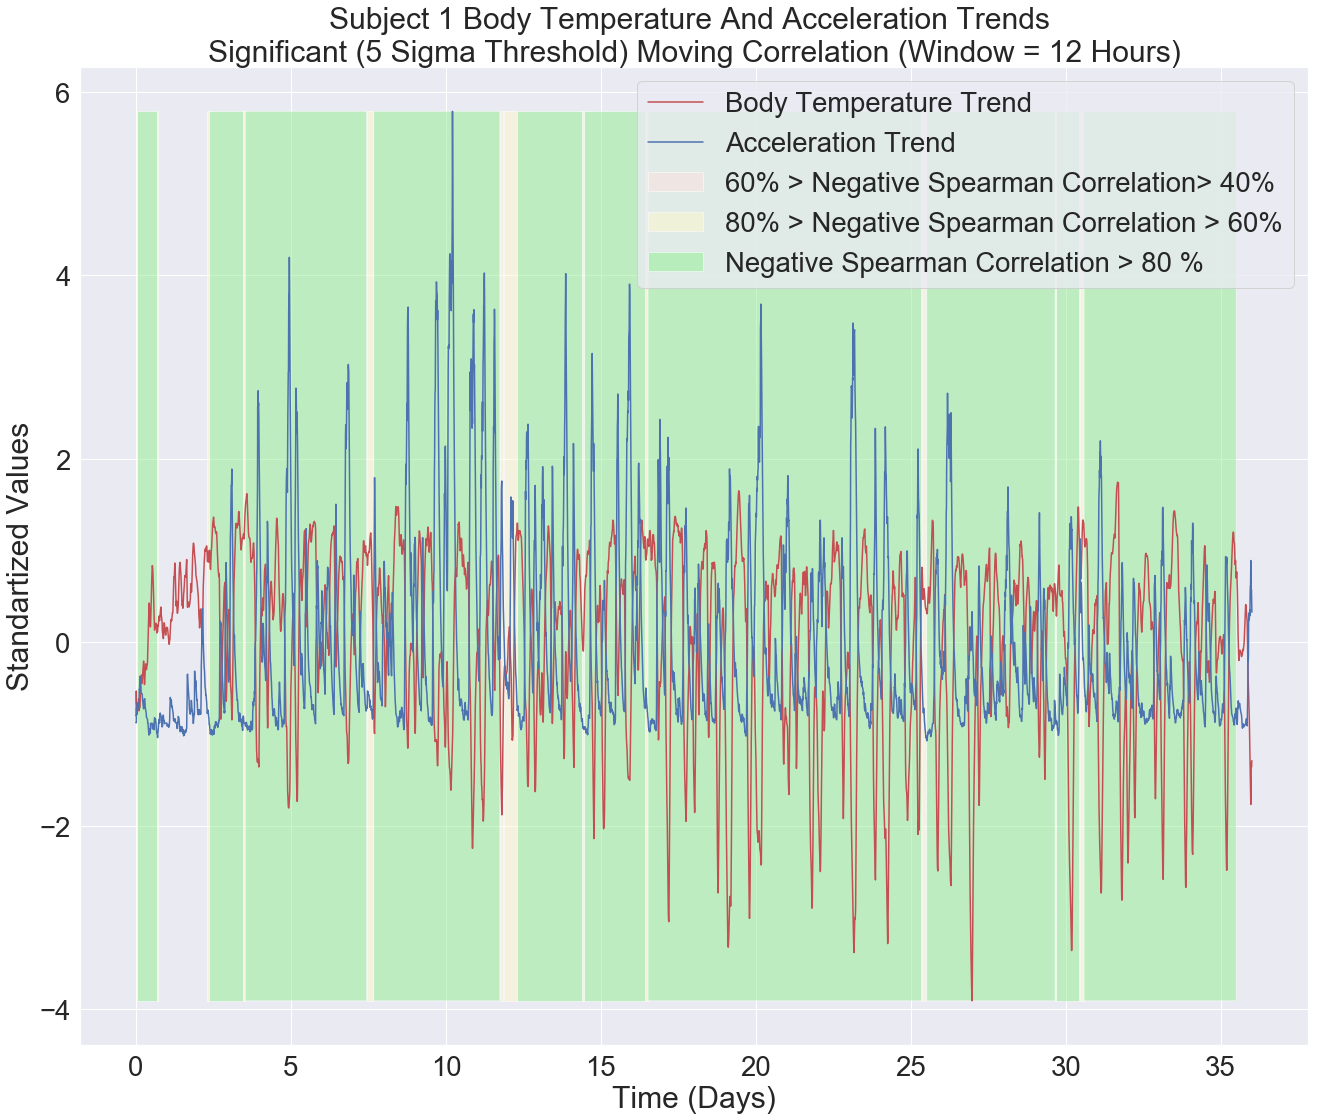 Subject 1 Body Temperature And Acceleration Trends
Significant (5 Sigma Threshold) Moving Correlation (Window = 12 Hours)
Body Temperature Trend
Acceleration Trend
60% > Negative Spearman Correlation> 40%
80% > Negative Spearman Correlation > 60%
Negative Spearman Correlation > 80 %
Standartized Values
6
4
2
0
−2
−4
0 5 10 15 20 25 30 35
Time (Days)